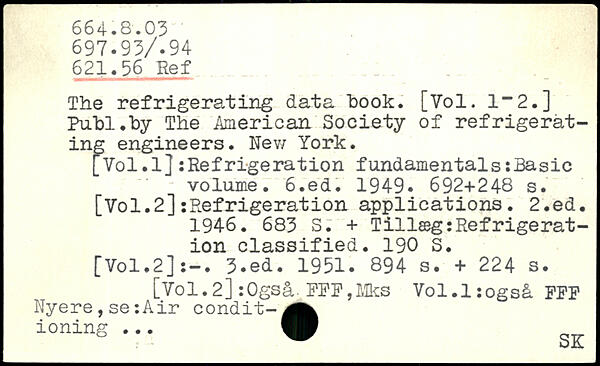 664.8.03
697.93/.94
621.56 Ref
The refrigerating data book. [Vol. 1-2.]
Publ.by The American Society of refrigerat-
ing engineers. New York.
[Vol.1]:Refrigeration fundamentals:Basic
volume. 6.ed. 1949. 692+248 s.
[Vol.2]:Refrigeration applications. 2.ed.
1946. 683 S. + Tillæg:Refrigerat-
ion classified. 190 S.
[Vol.2]:-. 3.ed. 1951. 894 s. + 224 s.
[Vol.2]:Også FFF,Mks Vol.1:også FFF
Nyere,se:Air condit-
ioning ...
SK